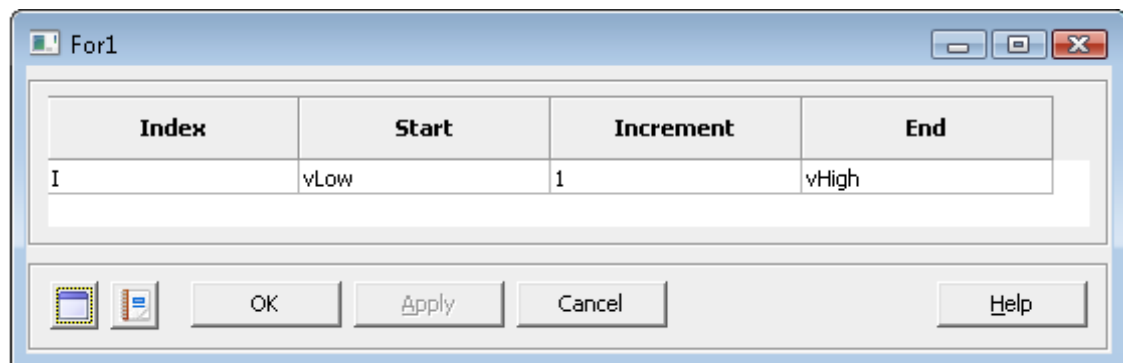 For1
Index Start Increment End
I vLow 1 vHigh
OK Apply Cancel Help